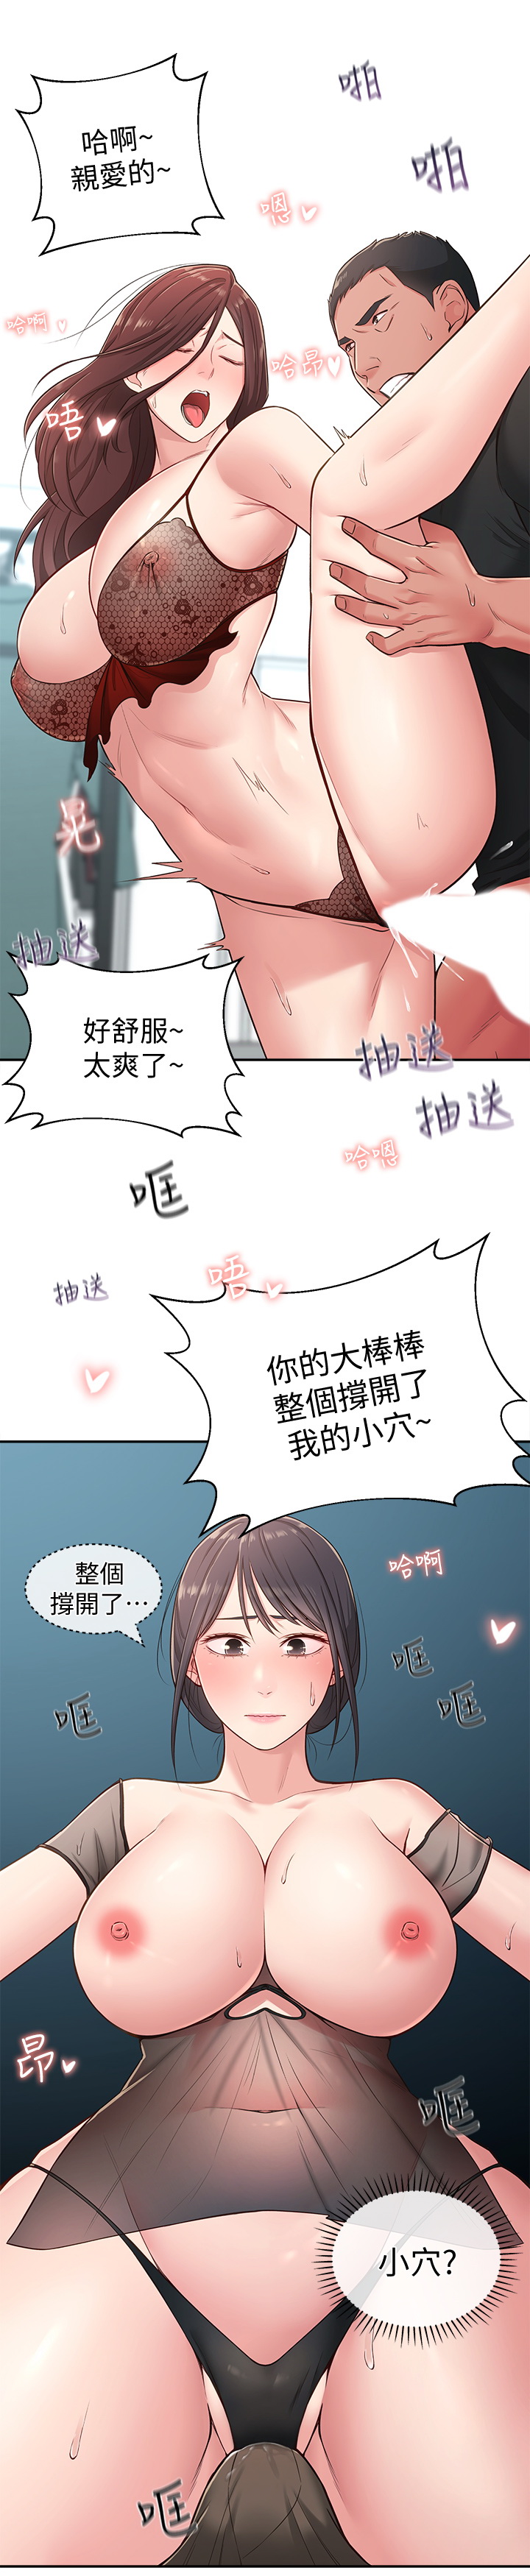 啪
哈啊~
親愛的~
啪
嗯
哈啊
哈昂
唔
晃
抽送
好舒服~
太爽了~
抽送
抽送
哈嗯
哐
唔
抽送
你的大棒棒
整個撐開了
我的小穴~
哈啊
整個
撐開了…
哐
哐
哐
昂
哐
小穴?
哐